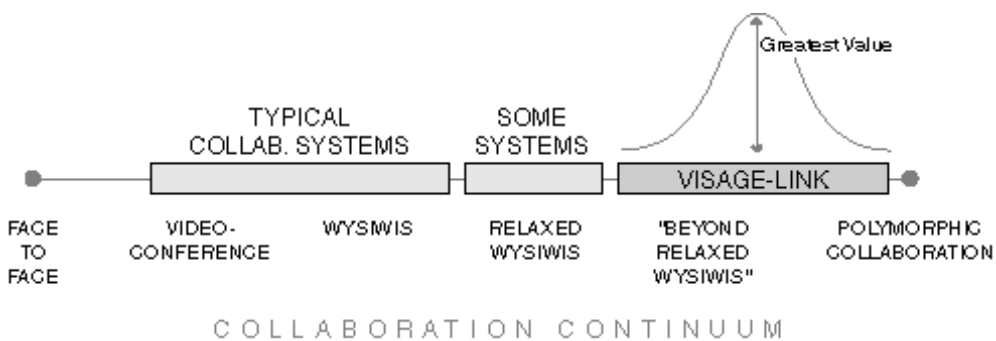 Greatest Value
TYPICAL
COLLAB. SYSTEMS
SOME
SYSTEMS
VISAGE-LINK
FACE
TO
FACE
VIDEO-
CONFERENCE
WYSIWIS
RELAXED
WYSIWIS
"BEYOND
RELAXED
WYSIWIS"
POLYMORPHIC
COLLABORATION
COLLABORATION CONTINUUM